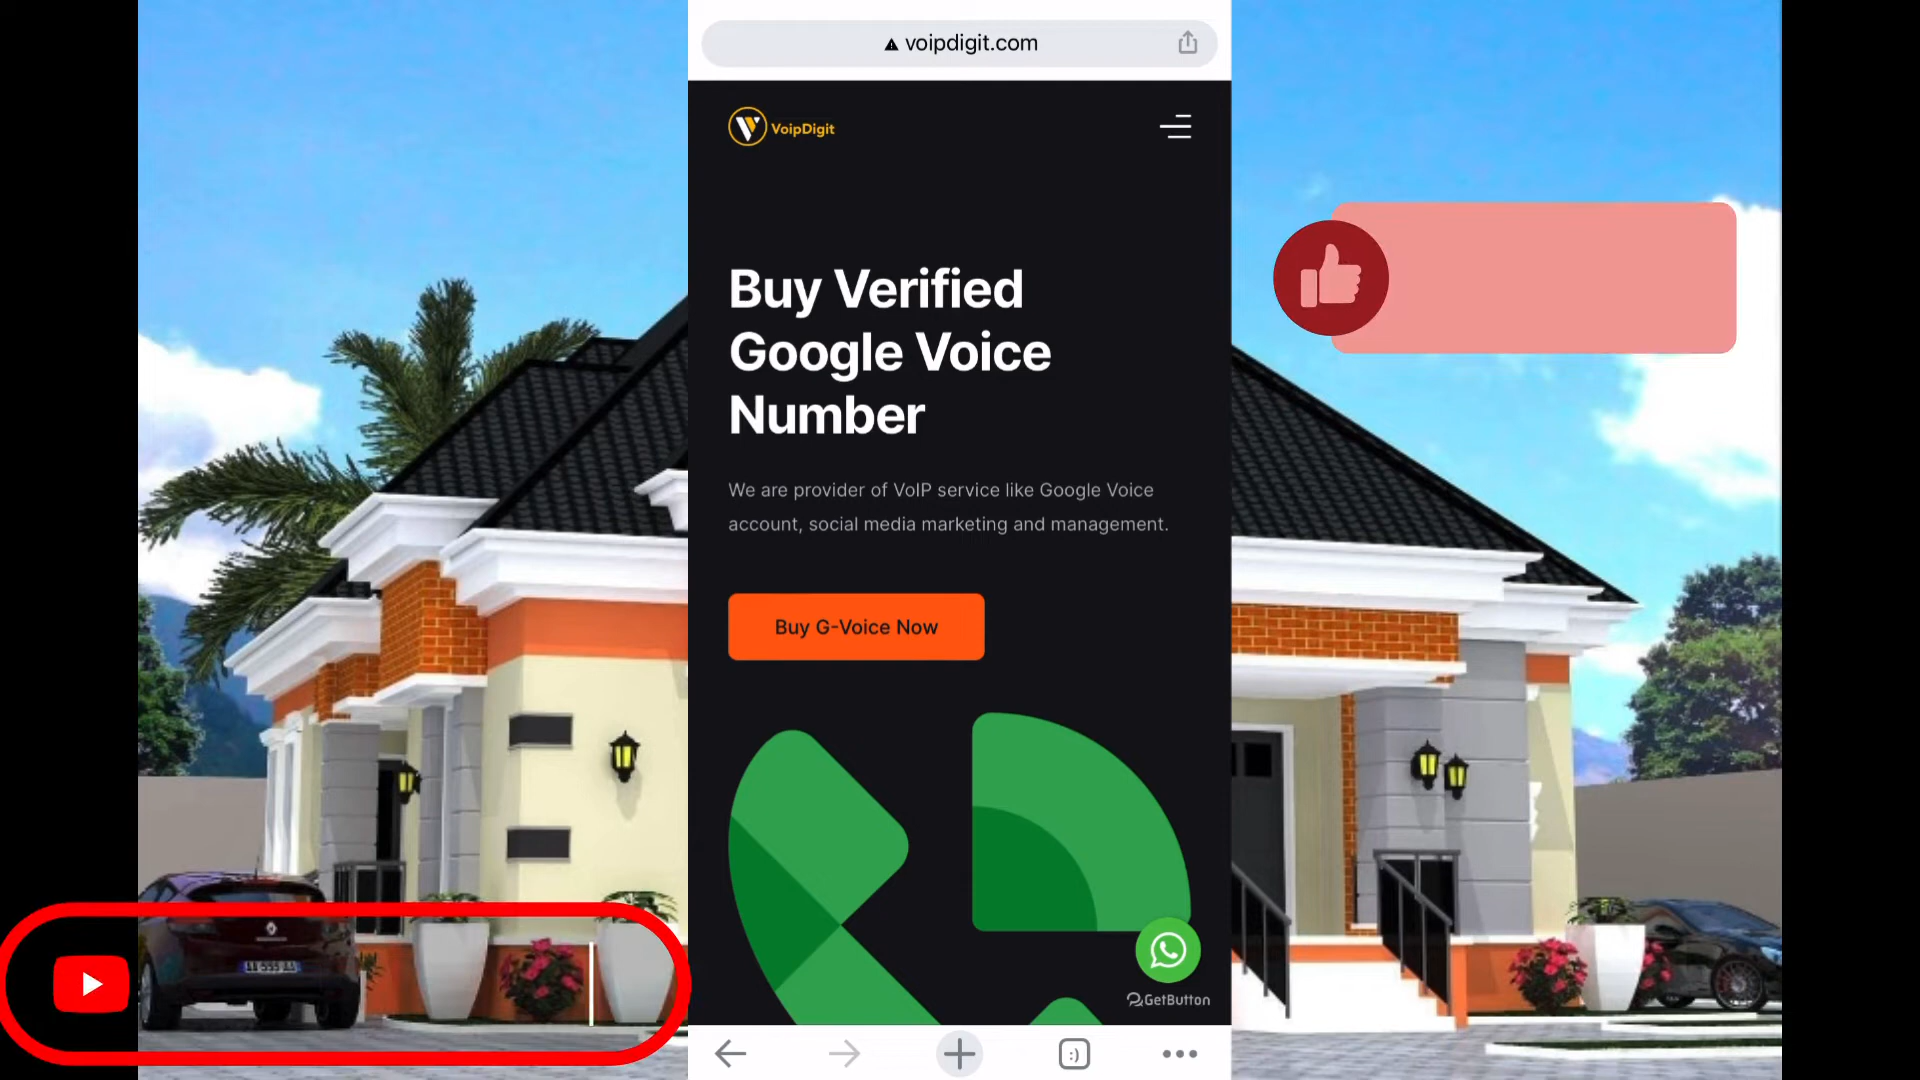 voipdigit.com
VoipDigit
Buy Verified
Google Voice
Number
We are provider of VoIP service like Google Voice
account, social media marketing and management.
Buy G-Voice Now
GetButton
:)